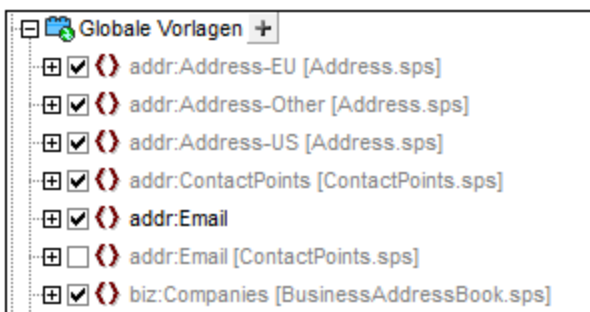 Globale Vorlagen
addr:Address-EU [Address.sps]
addr:Address-Other [Address.sps]
addr:Address-US [Address.sps]
addr:ContactPoints [ContactPoints.sps]
addr:Email
addr:Email [ContactPoints.sps]
biz:Companies [BusinessAddressBook.sps]